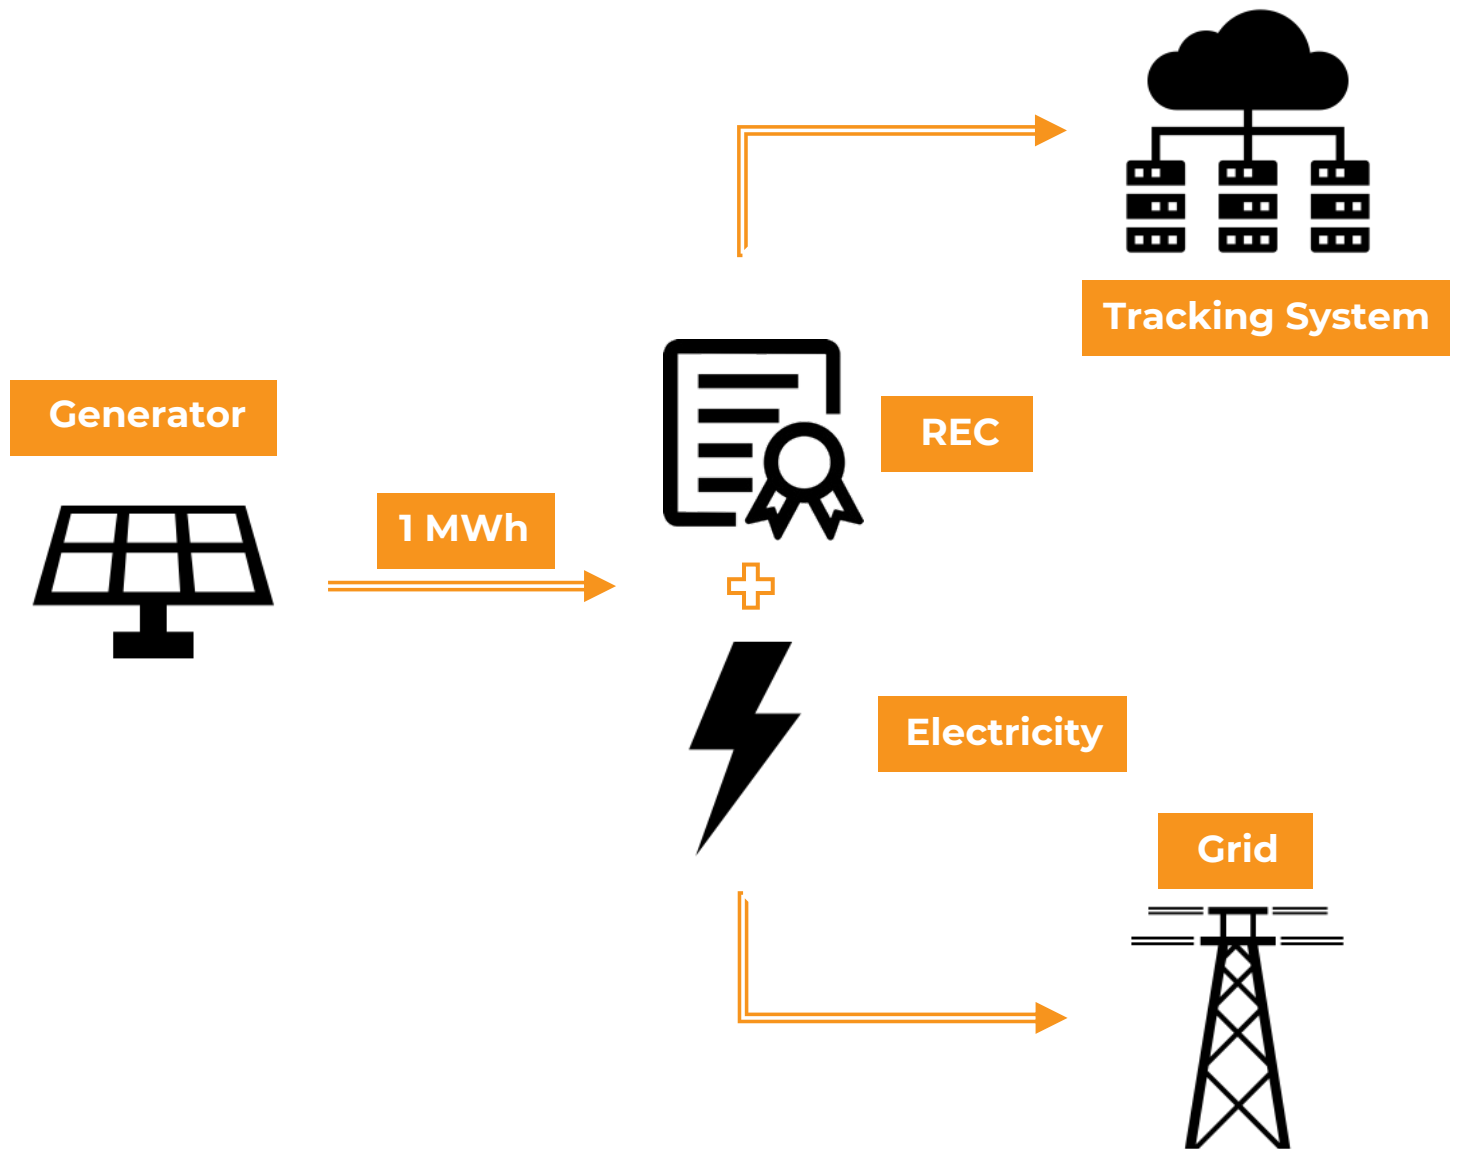 Tracking System
Generator
REC
1 MWh
Electricity
Grid